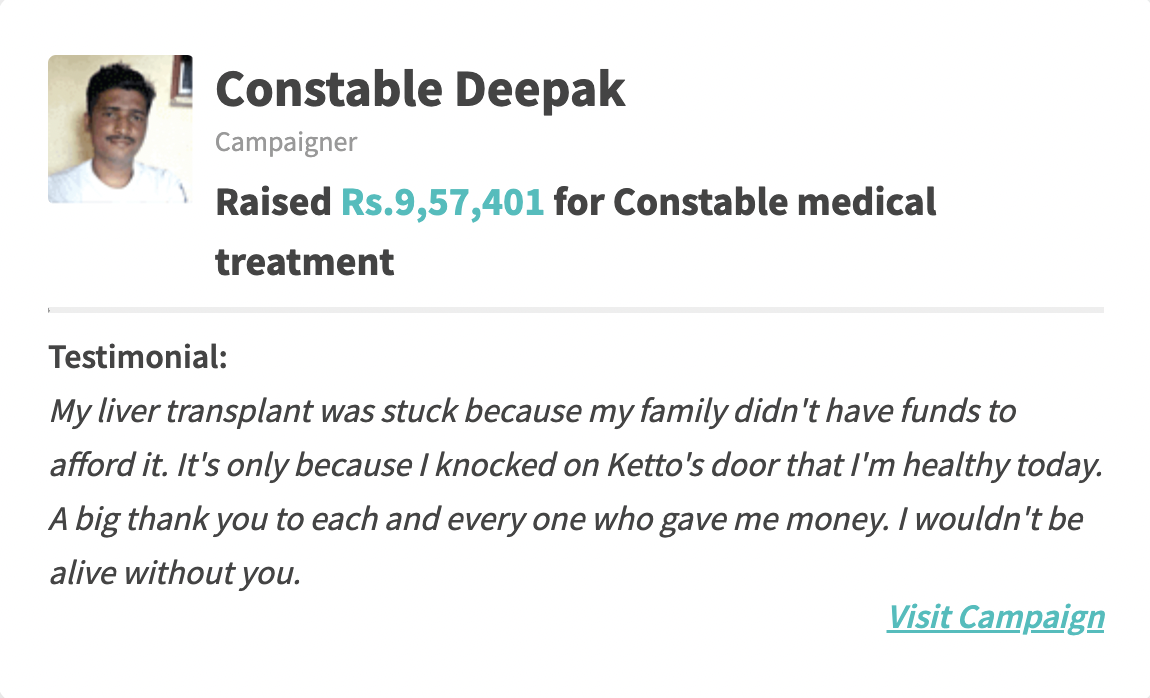 Constable Deepak
Campaigner
Raised Rs.9,57,401 for Constable medical
treatment
Testimonial:
My liver transplant was stuck because my family didn't have funds to
afford it. It's only because I knocked on Ketto's door that I'm healthy today.
A big thank you to each and every one who gave me money. I wouldn't be
alive without you.
Visit Campaign